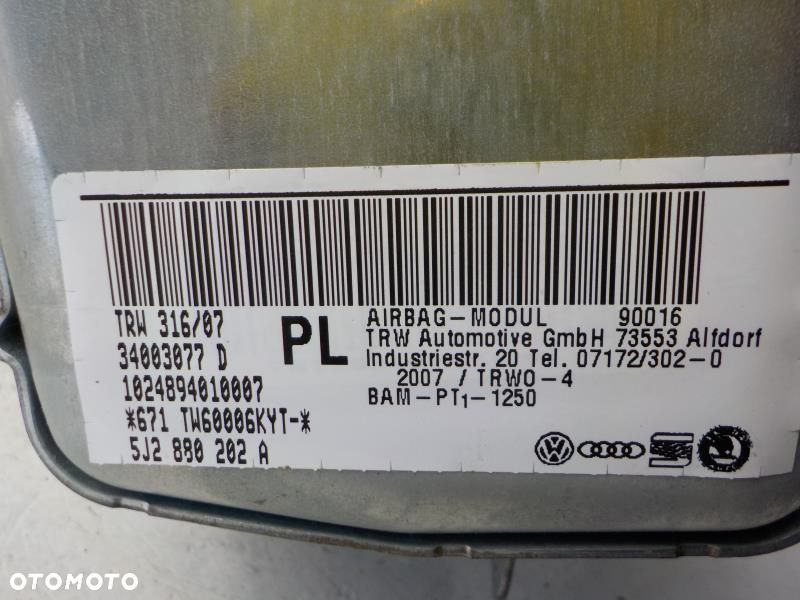 TRW 316/07
34003077 D
1024894010007
*671 TW60006KYT-*
5J2 880 202 A
PL
AIRBAG-MODUL 90016
TRW Automotive GmbH 73553 Alfdorf
Industriestr. 20 Tel. 07172/302-0
2007 / TRWO-4
BAM-PT1-1250
OTOMOTO